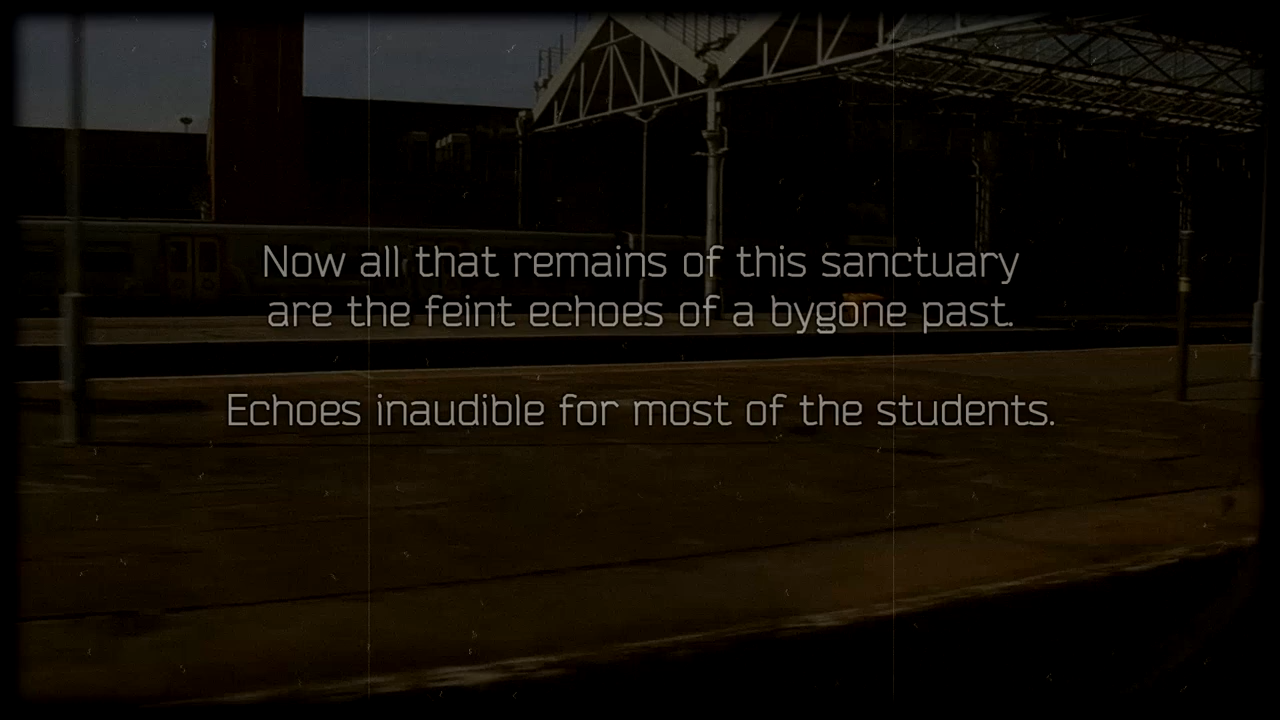 Now all that remains of this sanctuary
are the feint echoes of a bygone past.
Echoes inaudible for most of the students.